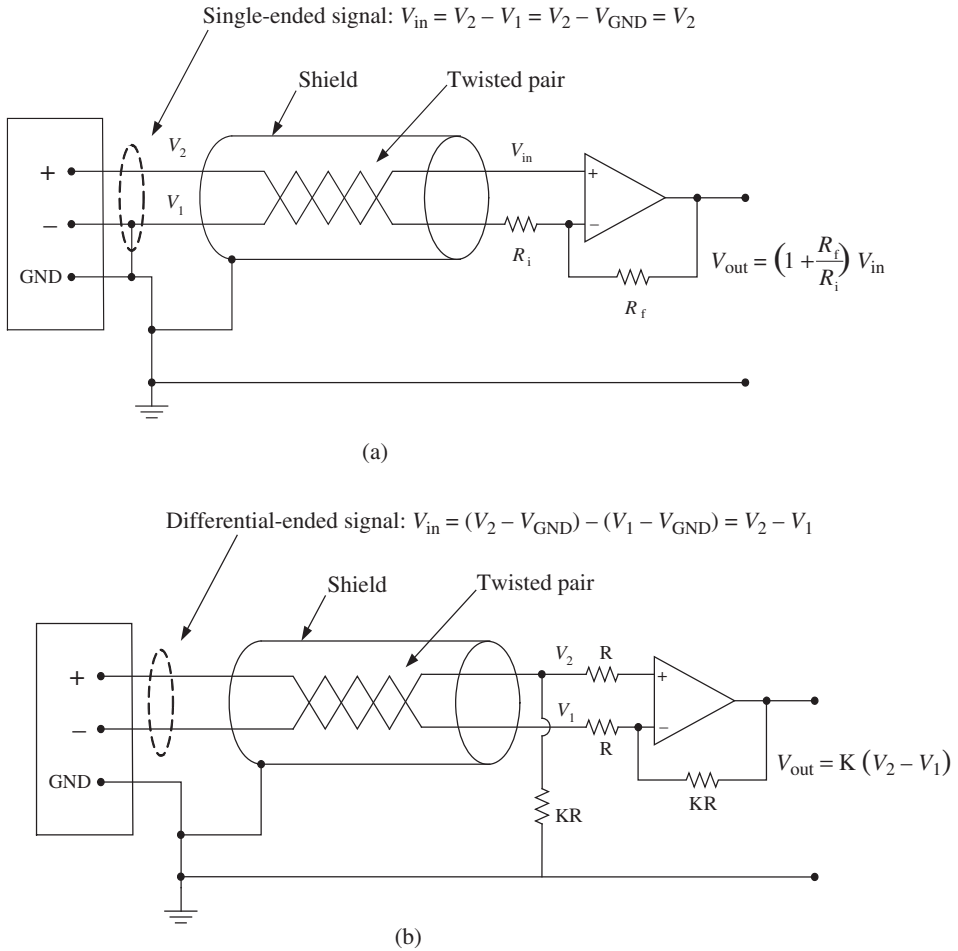 Single-ended signal: V_in = V_2 – V_1 = V_2 – V_GND = V_2
Shield
Twisted pair
V_2
V_in
+
+
V_1
–
–
R_i
GND
V_out = (1 + R_f/R_i) V_in
R_f
(a)
Differential-ended signal: V_in = (V_2 – V_GND) – (V_1 – V_GND) = V_2 – V_1
Shield
Twisted pair
V_2
R
+
+
V_1
–
–
R
V_out = K (V_2 – V_1)
GND
KR
KR
(b)